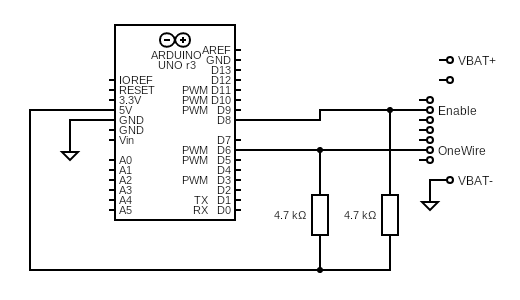 ARDUINO
UNO r3
IOREF
RESET
3.3V
5V
GND
GND
Vin
A0
A1
A2
A3
A4
A5
AREF
GND
D13
D12
PWM D11
PWM D10
PWM D9
D8
D7
PWM D6
PWM D5
D4
PWM D3
D2
TX D1
RX D0
VBAT+
Enable
OneWire
VBAT-
4.7 kΩ
4.7 kΩ